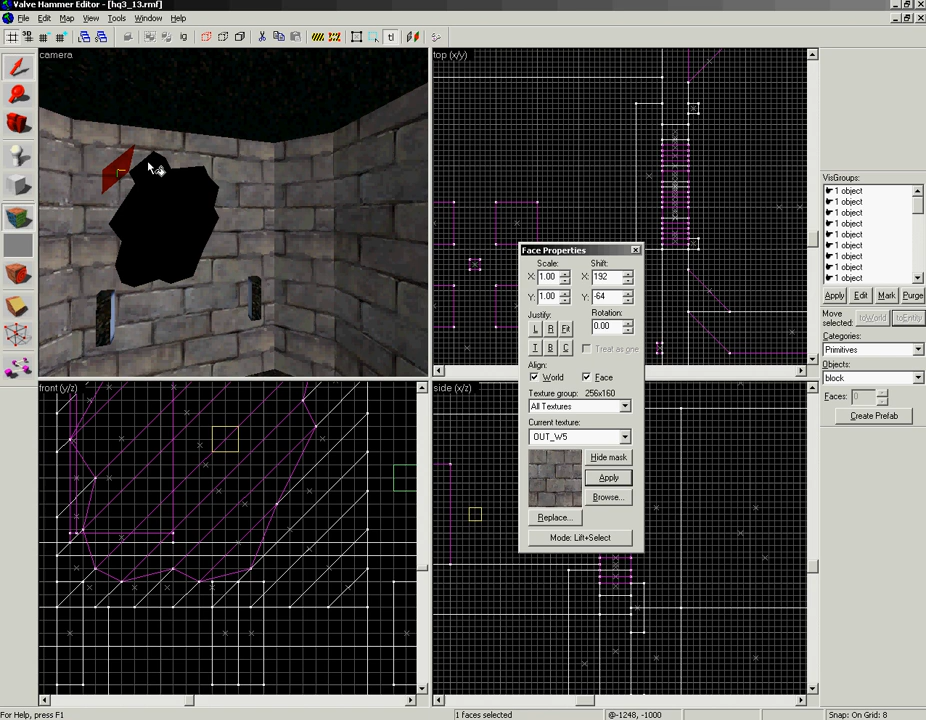 Valve Hammer Editor - [hq3_13.rmf]
File Edit Map View Tools Window Help
camera
top (x/y)
front (y/z)
side (x/z)
Face Properties
Scale: Shift:
X: 1.00 X: 192
Y: 1.00 Y: -64
Justify: Rotation:
L R Fit 0.00
T B C Treat as one
Align:
World Face
Texture group: 256x160
All Textures
Current texture:
OUT_W5
Hide mask
Apply
Browse...
Replace...
Mode: Lift+Select
VisGroups:
1 object
1 object
1 object
1 object
1 object
1 object
1 object
1 object
1 object
Apply Edit Mark Purge
Move
selected: toWorld toEntity
Categories:
Primitives
Objects:
block
Faces: 0
Create Prefab
For Help, press F1
1 faces selected
@-1248, -1000
Snap: On Grid: 8